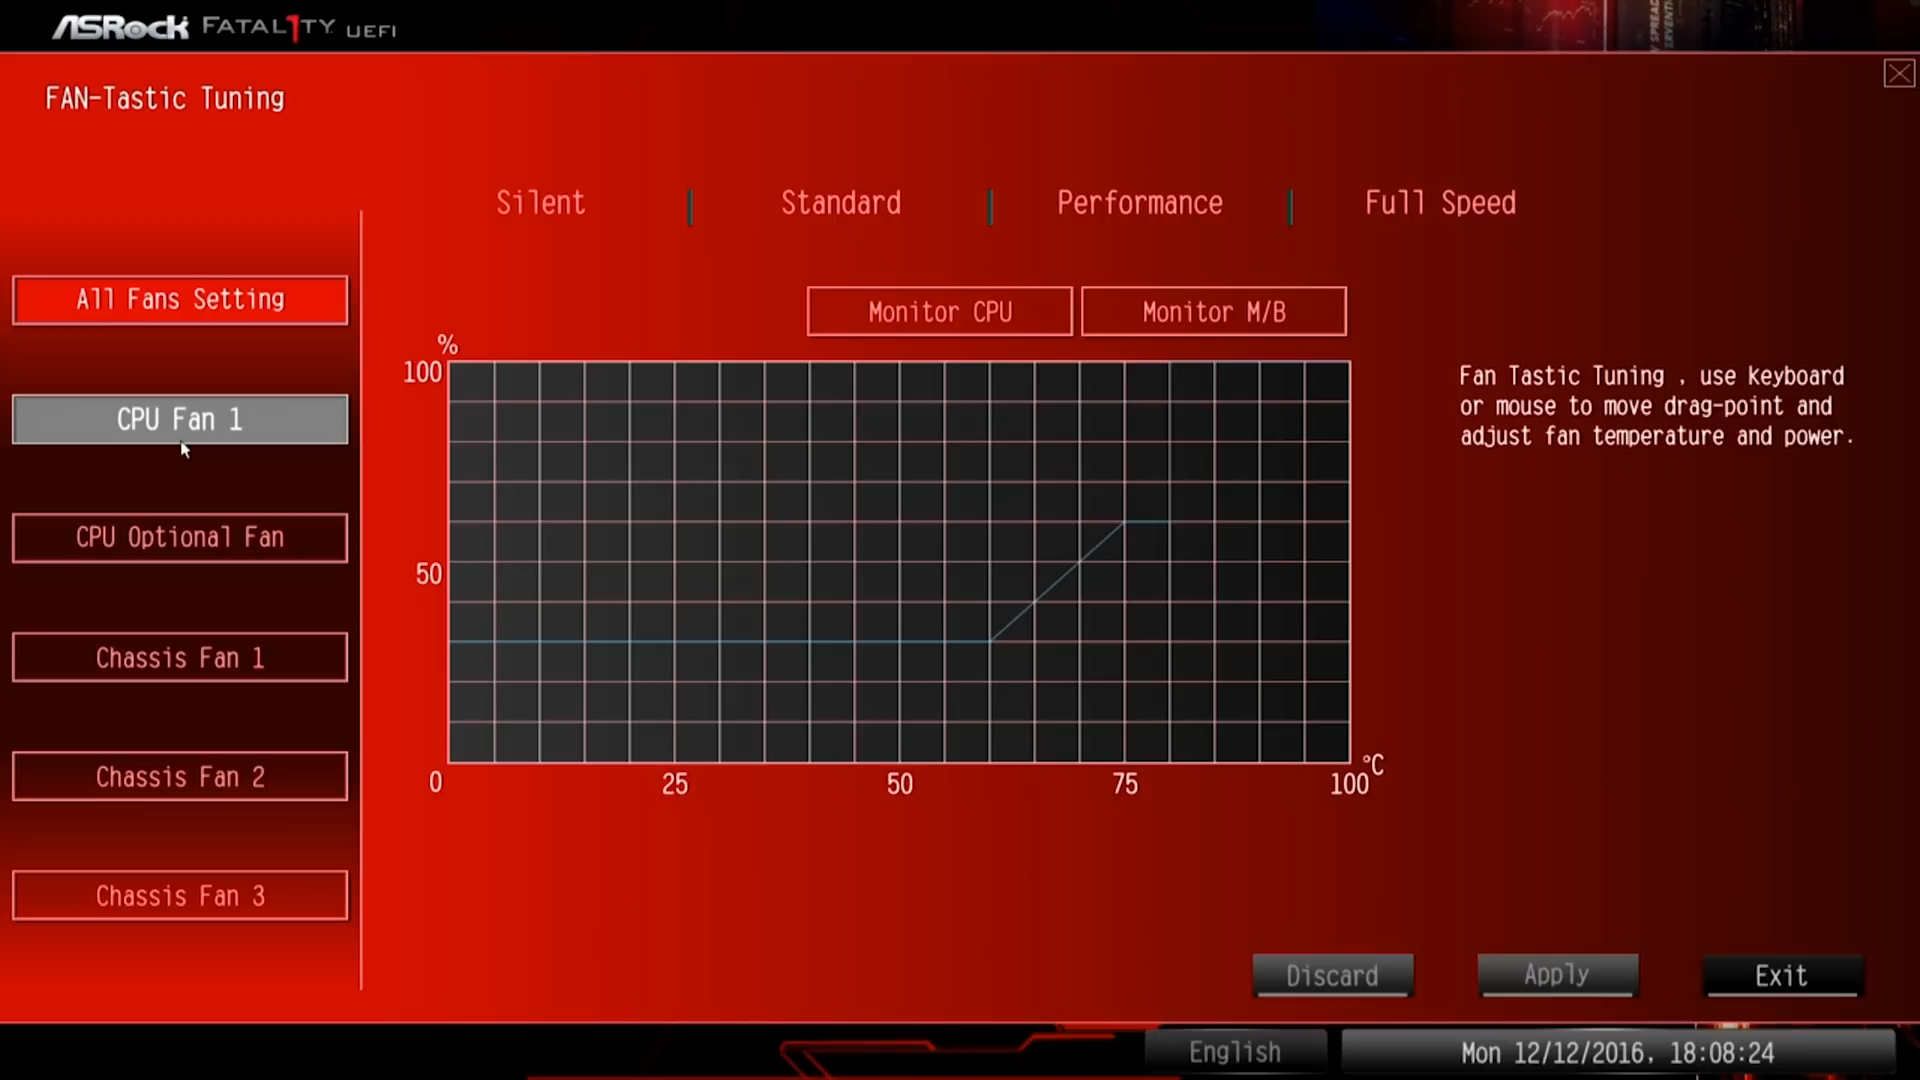 ASRock FATAL1TY UEFI
SPREAD
ERVENTI
FAN-Tastic Tuning
Silent | Standard | Performance | Full Speed
All Fans Setting
CPU Fan 1
CPU Optional Fan
Chassis Fan 1
Chassis Fan 2
Chassis Fan 3
Monitor CPU
Monitor M/B
%
100
50
0
25
50
75
100
°C
Fan Tastic Tuning , use keyboard
or mouse to move drag-point and
adjust fan temperature and power.
Discard
Apply
Exit
English
Mon 12/12/2016, 18:08:24